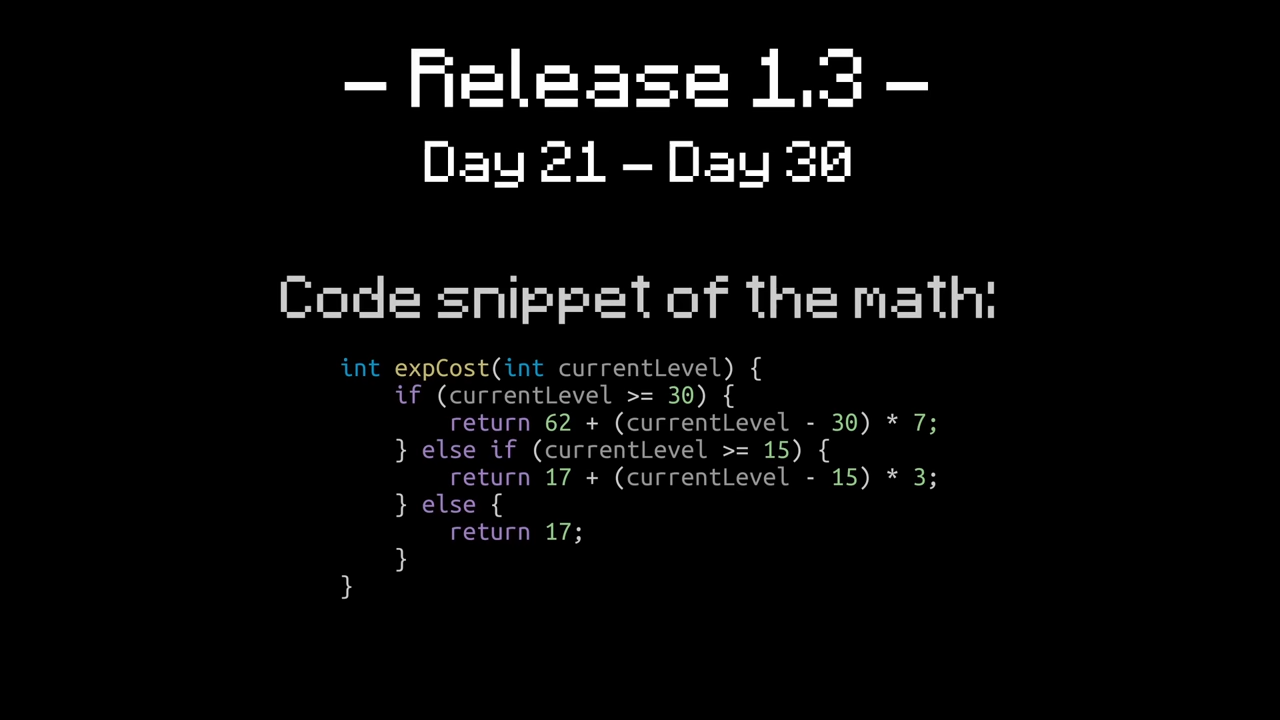 – Release 1.3 –
Day 21 – Day 30
Code snippet of the math:
int expCost(int currentLevel) {
    if (currentLevel >= 30) {
        return 62 + (currentLevel - 30) * 7;
    } else if (currentLevel >= 15) {
        return 17 + (currentLevel - 15) * 3;
    } else {
        return 17;
    }
}